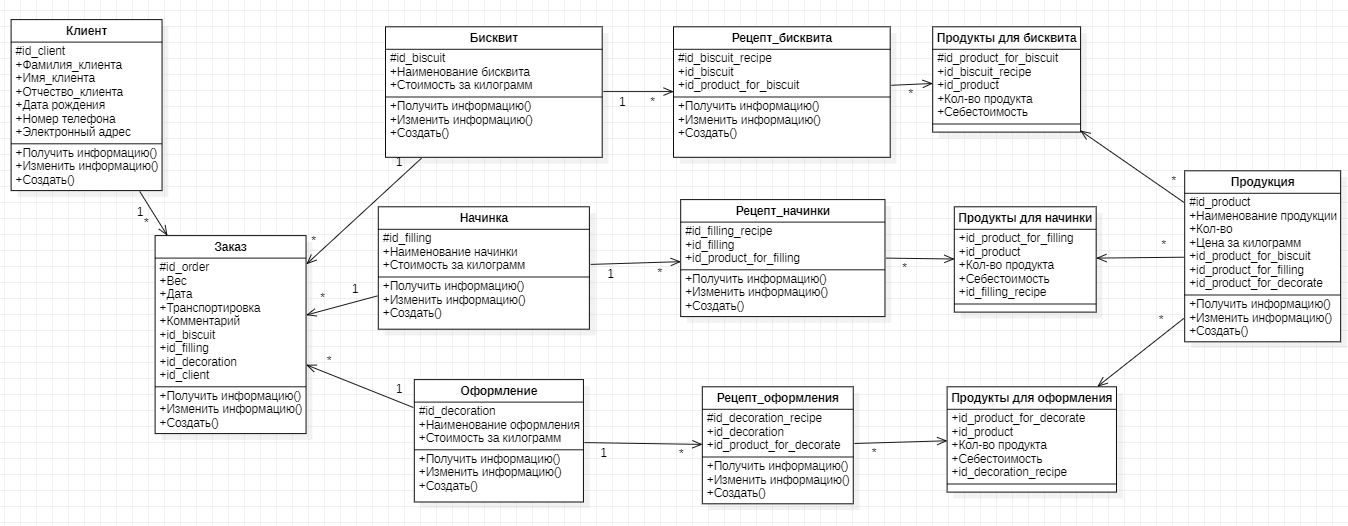 Клиент
#id_client
+Фамилия_клиента
+Имя_клиента
+Отчество_клиента
+Дата рождения
+Номер телефона
+Электронный адрес
+Получить информацию()
+Изменить информацию()
+Создать()
1
*
Заказ
#id_order
+Вес
+Дата
+Транспортировка
+Комментарий
+id_biscuit
+id_filling
+id_decoration
+id_client
+Получить информацию()
+Изменить информацию()
+Создать()
Бисквит
#id_biscuit
+Наименование бисквита
+Стоимость за килограмм
+Получить информацию()
+Изменить информацию()
+Создать()
1
*
1
*
Рецепт_бисквита
#id_biscuit_recipe
+id_biscuit
+id_product_for_biscuit
+Получить информацию()
+Изменить информацию()
+Создать()
*
Продукты для бисквита
#id_product_for_biscuit
+id_biscuit_recipe
+id_product
+Кол-во продукта
+Себестоимость
Начинка
#id_filling
+Наименование начинки
+Стоимость за килограмм
+Получить информацию()
+Изменить информацию()
+Создать()
1
*
1
*
Рецепт_начинки
#id_filling_recipe
+id_filling
+id_product_for_filling
+Получить информацию()
+Изменить информацию()
+Создать()
*
Продукты для начинки
+id_product_for_filling
+id_product
+Кол-во продукта
+Себестоимость
+id_filling_recipe
*
*
*
Продукция
#id_product
+Наименование продукции
+Кол-во
+Цена за килограмм
+id_product_for_biscuit
+id_product_for_filling
+id_product_for_decorate
+Получить информацию()
+Изменить информацию()
+Создать()
Оформление
#id_decoration
+Наименование оформления
+Стоимость за килограмм
+Получить информацию()
+Изменить информацию()
+Создать()
1
*
1
*
Рецепт_оформления
#id_decoration_recipe
+id_decoration
+id_product_for_decorate
+Получить информацию()
+Изменить информацию()
+Создать()
*
Продукты для оформления
+id_product_for_decorate
+id_product
+Кол-во продукта
+Себестоимость
+id_decoration_recipe